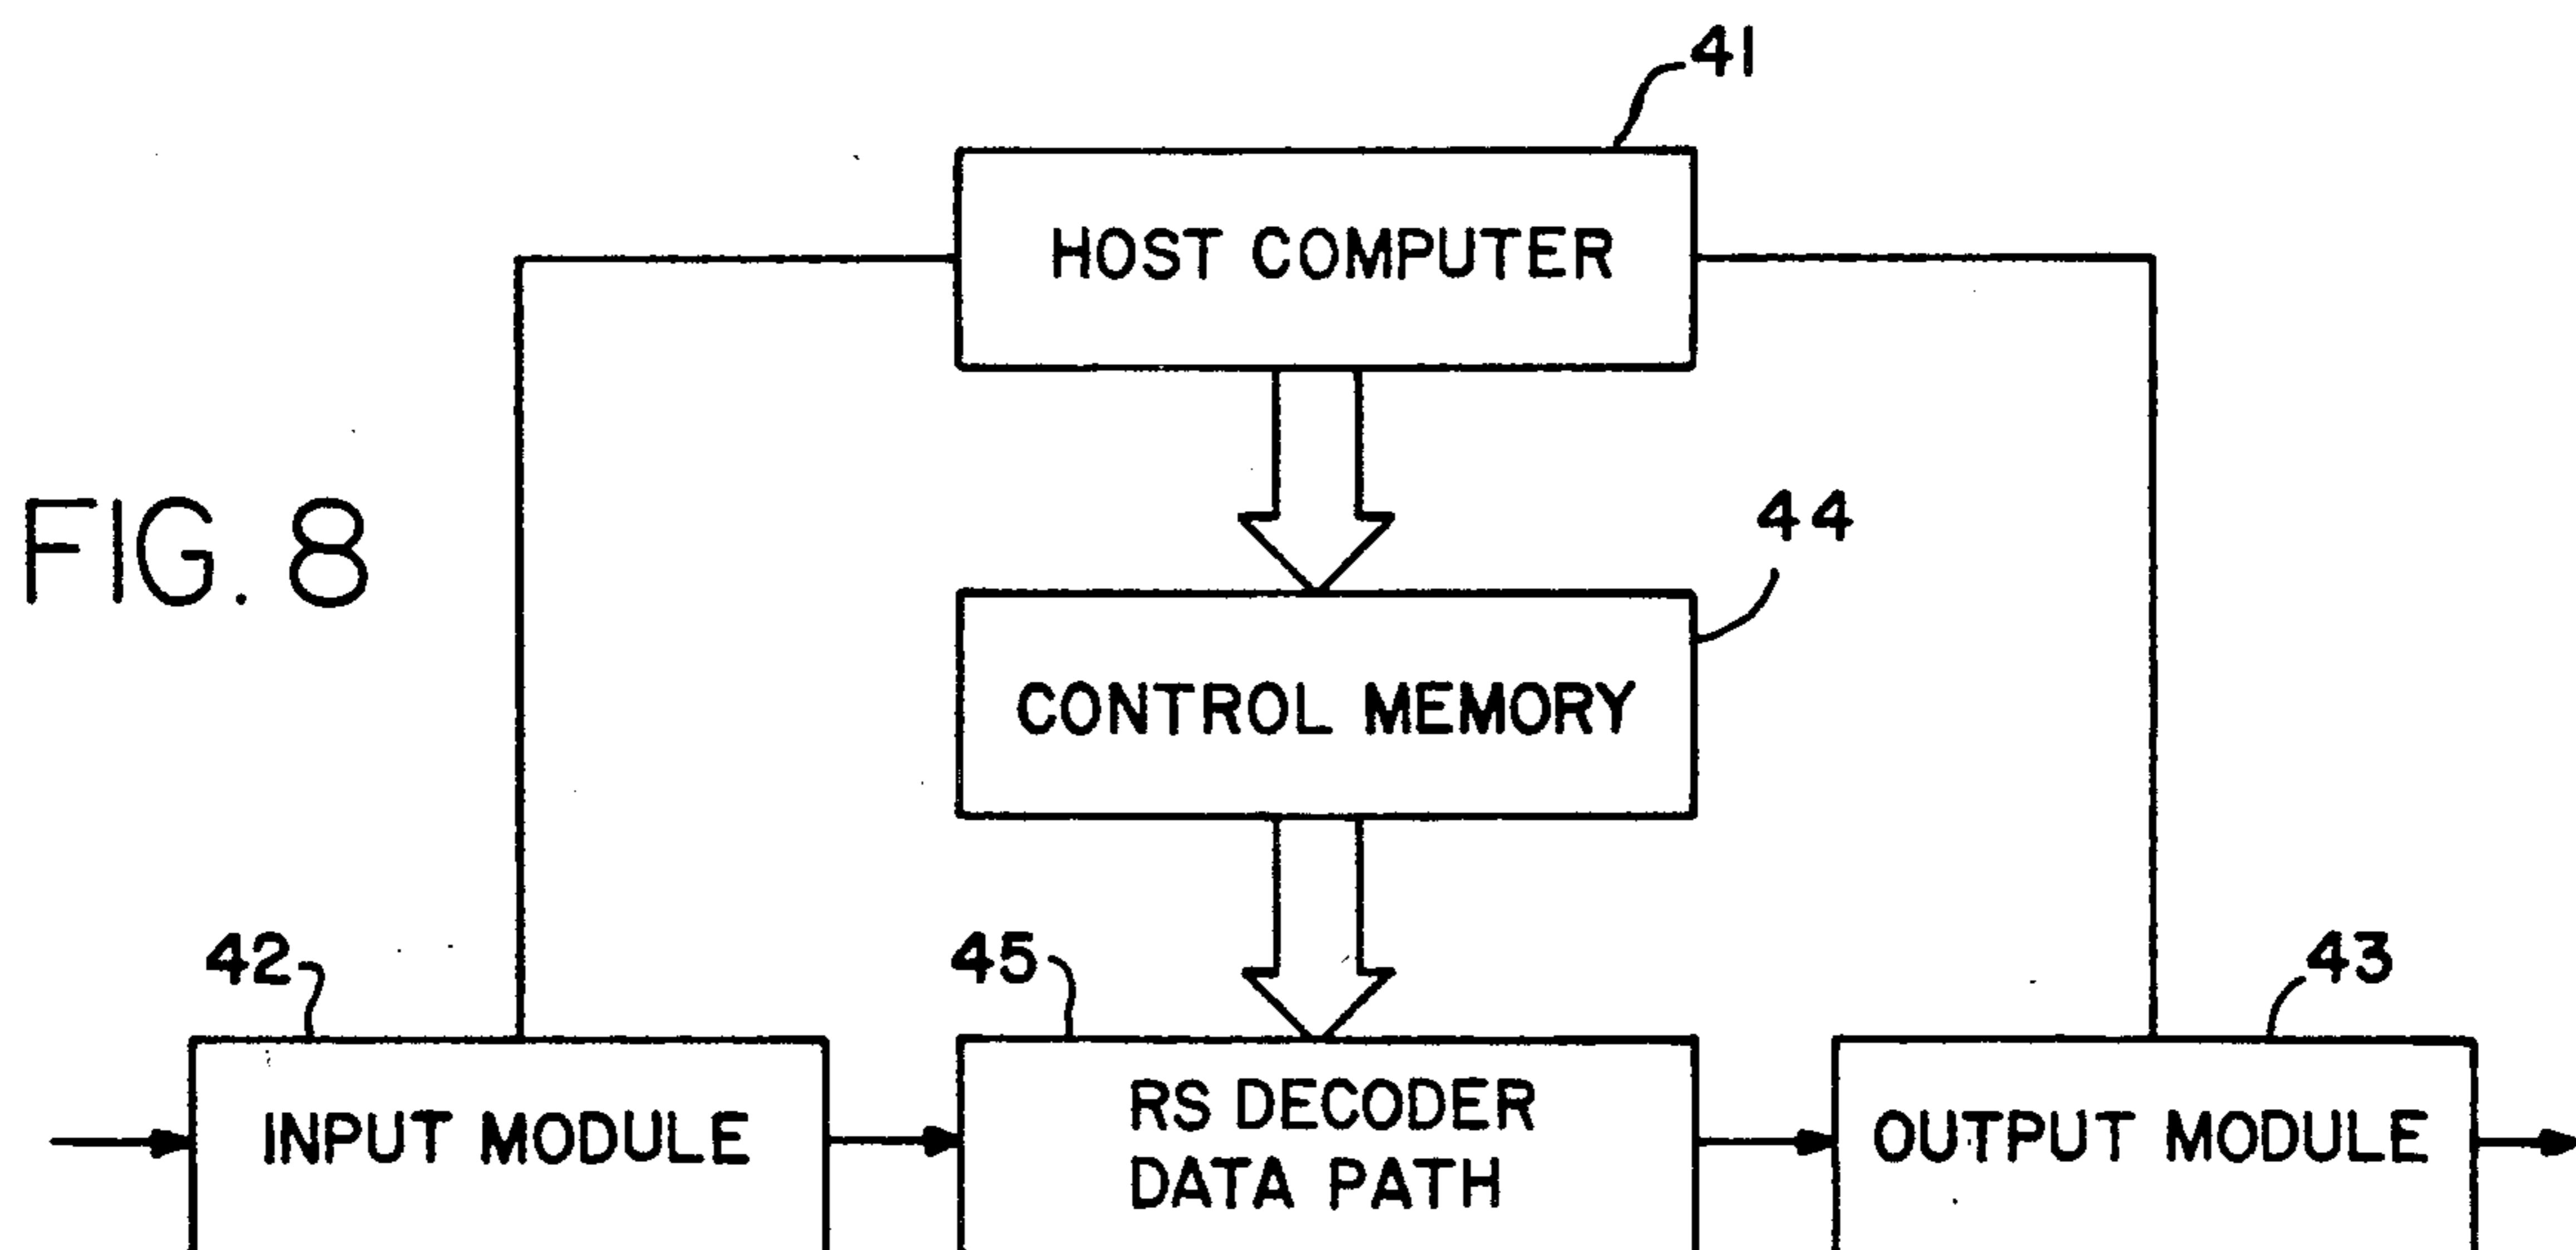 41
HOST COMPUTER
FIG. 8
44
CONTROL MEMORY
42
45
43
INPUT MODULE
RS DECODER
DATA PATH
OUTPUT MODULE